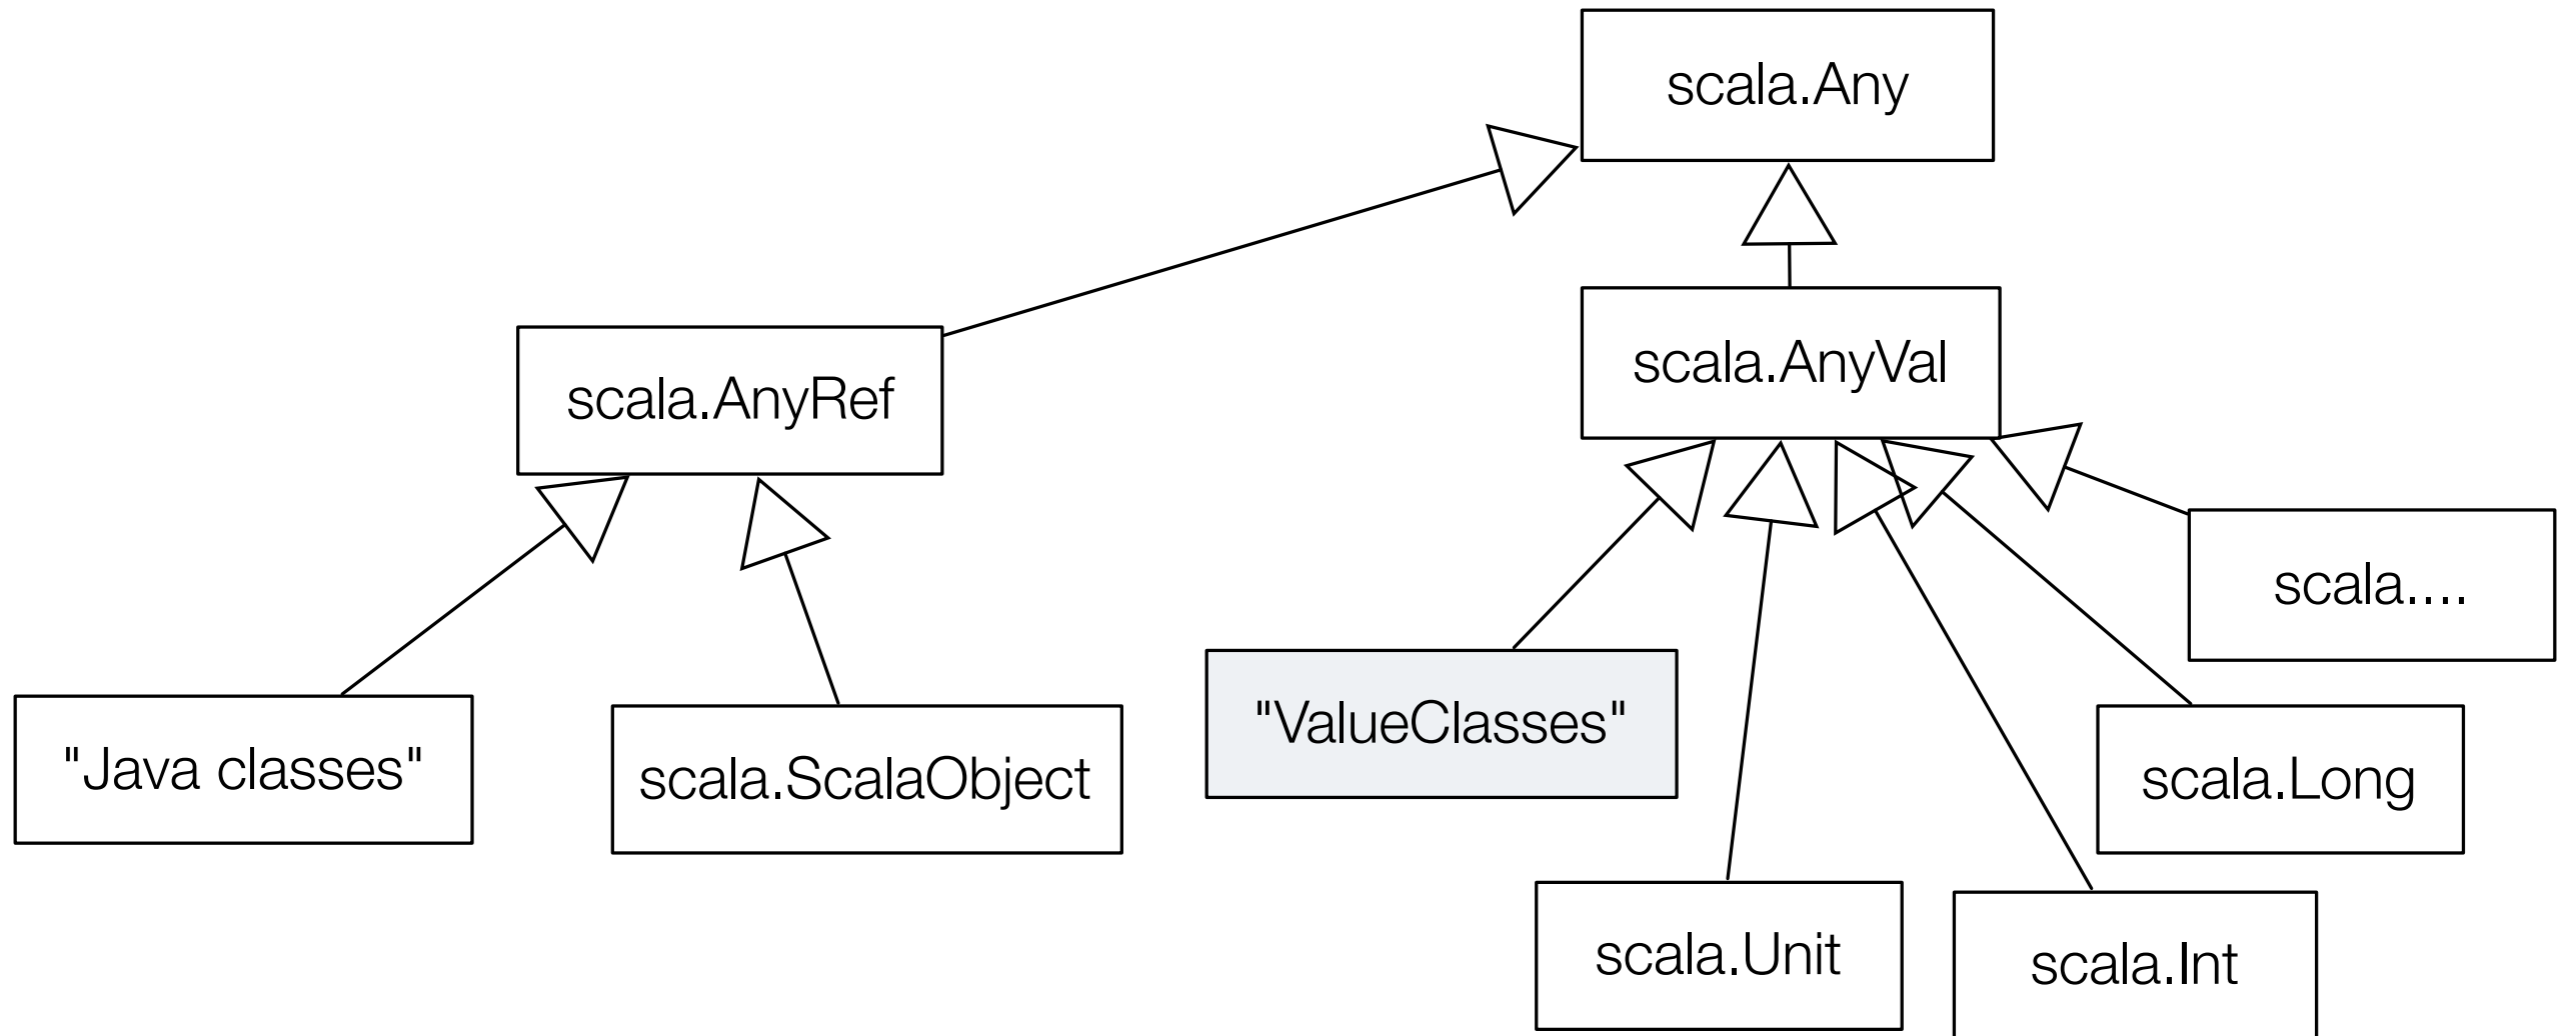 scala.Any
scala.AnyRef
scala.AnyVal
scala....
"Java classes"
scala.ScalaObject
"ValueClasses"
scala.Long
scala.Unit
scala.Int